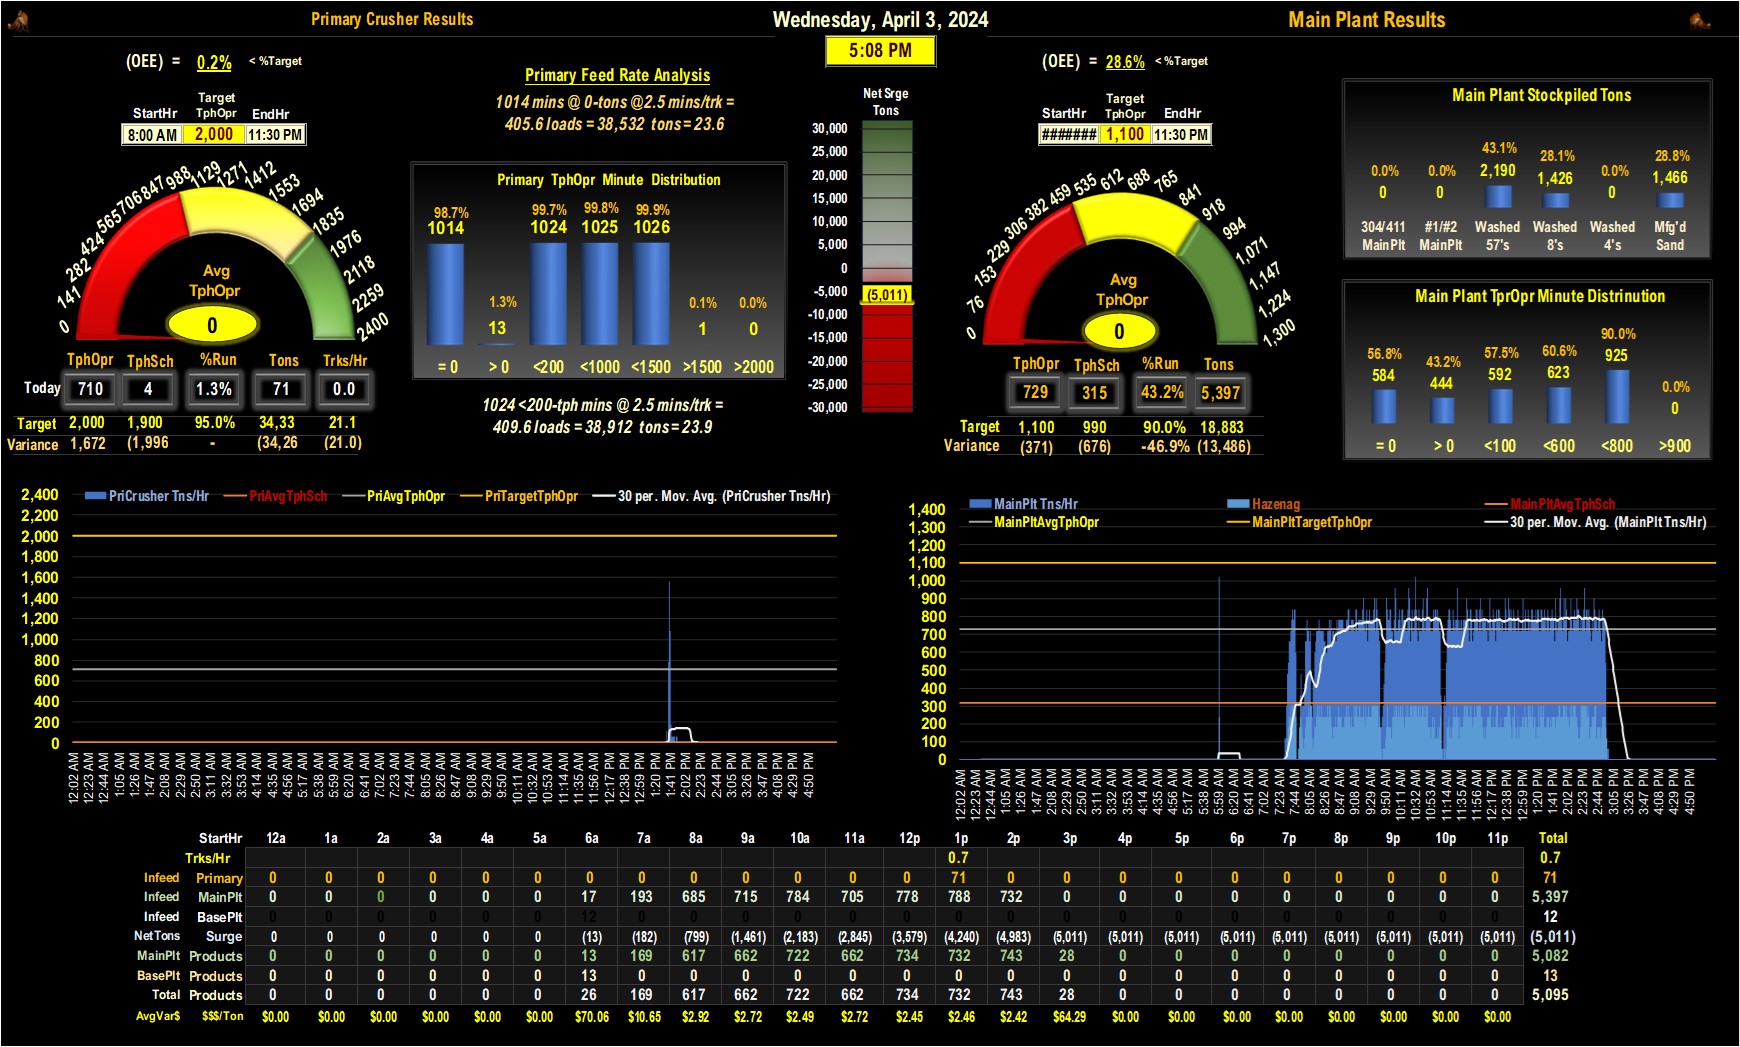 Primary Crusher Results
Wednesday, April 3, 2024
Main Plant Results
5:08 PM
(OEE) = 0.2% < %Target
StartHr Target TphOpr EndHr
8:00 AM 2,000 11:30 PM
0 141 282 424 565 706 847 988 1129 1271 1412 1553 1694 1835 1976 2118 2259 2400
Avg
TphOpr
0
TphOpr TphSch %Run Tons Trks/Hr
Today 710 4 1.3% 71 0.0
Target 2,000 1,900 95.0% 34,33 21.1
Variance 1,672 (1,996 - (34,26 (21.0)
Primary Feed Rate Analysis
1014 mins @ 0-tons @2.5 mins/trk =
405.6 loads = 38,532 tons = 23.6
Primary TphOpr Minute Distribution
98.7% 1.3% 99.7% 99.8% 99.9% 0.1% 0.0%
1014 13 1024 1025 1026 1 0
= 0 > 0 <200 <1000 <1500 >1500 >2000
1024 <200-tph mins @ 2.5 mins/trk =
409.6 loads = 38,912 tons = 23.9
Net Srge
Tons
30,000
25,000
20,000
15,000
10,000
5,000
0
-5,000
(5,011)
-10,000
-15,000
-20,000
-25,000
-30,000
(OEE) = 28.6% < %Target
StartHr Target TphOpr EndHr
####### 1,100 11:30 PM
0 76 153 229 306 382 459 535 612 688 765 841 918 994 1,071 1,147 1,224 1,300
Avg
TphOpr
0
TphOpr TphSch %Run Tons
729 315 43.2% 5,397
Target 1,100 990 90.0% 18,883
Variance (371) (676) -46.9% (13,486)
Main Plant Stockpiled Tons
0.0% 0.0% 43.1% 28.1% 0.0% 28.8%
0 0 2,190 1,426 0 1,466
304/411 #1/#2 Washed Washed Washed Mfg'd
MainPlt MainPlt 57's 8's 4's Sand
Main Plant TprOpr Minute Distrinution
56.8% 43.2% 57.5% 60.6% 90.0% 0.0%
584 444 592 623 925 0
= 0 > 0 <100 <600 <800 >900
PriCrusher Tns/Hr PriAvgTphSch PriAvgTphOpr PriTargetTphOpr 30 per. Mov. Avg. (PriCrusher Tns/Hr)
2,400
2,200
2,000
1,800
1,600
1,400
1,200
1,000
800
600
400
200
0
12:02 AM 12:23 AM 12:44 AM 1:05 AM 1:26 AM 1:47 AM 2:08 AM 2:29 AM 2:50 AM 3:11 AM 3:32 AM 3:53 AM 4:14 AM 4:35 AM 4:56 AM 5:17 AM 5:38 AM 5:59 AM 6:20 AM 6:41 AM 7:02 AM 7:23 AM 7:44 AM 8:05 AM 8:26 AM 8:47 AM 9:08 AM 9:29 AM 9:50 AM 10:11 AM 10:32 AM 10:53 AM 11:14 AM 11:35 AM 11:56 AM 12:17 PM 12:38 PM 12:59 PM 1:20 PM 1:41 PM 2:02 PM 2:23 PM 2:44 PM 3:05 PM 3:26 PM 3:47 PM 4:08 PM 4:29 PM 4:50 PM
MainPlt Tns/Hr Hazenag MainPltAvgTphSch
MainPltAvgTphOpr MainPltTargetTphOpr 30 per. Mov. Avg. (MainPlt Tns/Hr)
1,400
1,300
1,200
1,100
1,000
900
800
700
600
500
400
300
200
100
0
12:02 AM 12:23 AM 12:44 AM 1:05 AM 1:26 AM 1:47 AM 2:08 AM 2:29 AM 2:50 AM 3:11 AM 3:32 AM 3:53 AM 4:14 AM 4:35 AM 4:56 AM 5:17 AM 5:38 AM 5:59 AM 6:20 AM 6:41 AM 7:02 AM 7:23 AM 7:44 AM 8:05 AM 8:26 AM 8:47 AM 9:08 AM 9:29 AM 9:50 AM 10:11 AM 10:32 AM 10:53 AM 11:14 AM 11:35 AM 11:56 AM 12:17 PM 12:38 PM 12:59 PM 1:20 PM 1:41 PM 2:02 PM 2:23 PM 2:44 PM 3:05 PM 3:26 PM 3:47 PM 4:08 PM 4:29 PM 4:50 PM
StartHr 12a 1a 2a 3a 4a 5a 6a 7a 8a 9a 10a 11a 12p 1p 2p 3p 4p 5p 6p 7p 8p 9p 10p 11p Total
Trks/Hr 0.7 0.7
Infeed Primary 0 0 0 0 0 0 0 0 0 0 0 0 0 71 0 0 0 0 0 0 0 0 0 0 71
Infeed MainPlt 0 0 0 0 0 0 17 193 685 715 784 705 778 788 732 5,397
Infeed BasePlt 0 0 0 0 0 0 12 0 0 0 0 0 0 0 0 0 0 0 0 0 0 0 0 0 12
NetTons Surge 0 0 0 0 0 0 (13) (182) (799) (1,461) (2,183) (2,845) (3,579) (4,240) (4,983) (5,011) (5,011) (5,011) (5,011) (5,011) (5,011) (5,011) (5,011) (5,011) (5,011)
MainPlt Products 0 0 0 0 0 0 13 169 617 662 722 662 734 732 743 28 0 0 0 0 0 0 0 0 5,082
BasePlt Products 0 0 0 0 0 0 13 0 0 0 0 0 0 0 0 0 0 0 0 0 0 0 0 0 13
Total Products 0 0 0 0 0 0 26 169 617 662 722 662 734 732 743 28 0 0 0 0 0 0 0 0 5,095
AvgVar$ $$$/Ton $0.00 $0.00 $0.00 $0.00 $0.00 $0.00 $70.06 $10.65 $2.92 $2.72 $2.49 $2.72 $2.45 $2.46 $2.42 $64.29 $0.00 $0.00 $0.00 $0.00 $0.00 $0.00 $0.00 $0.00